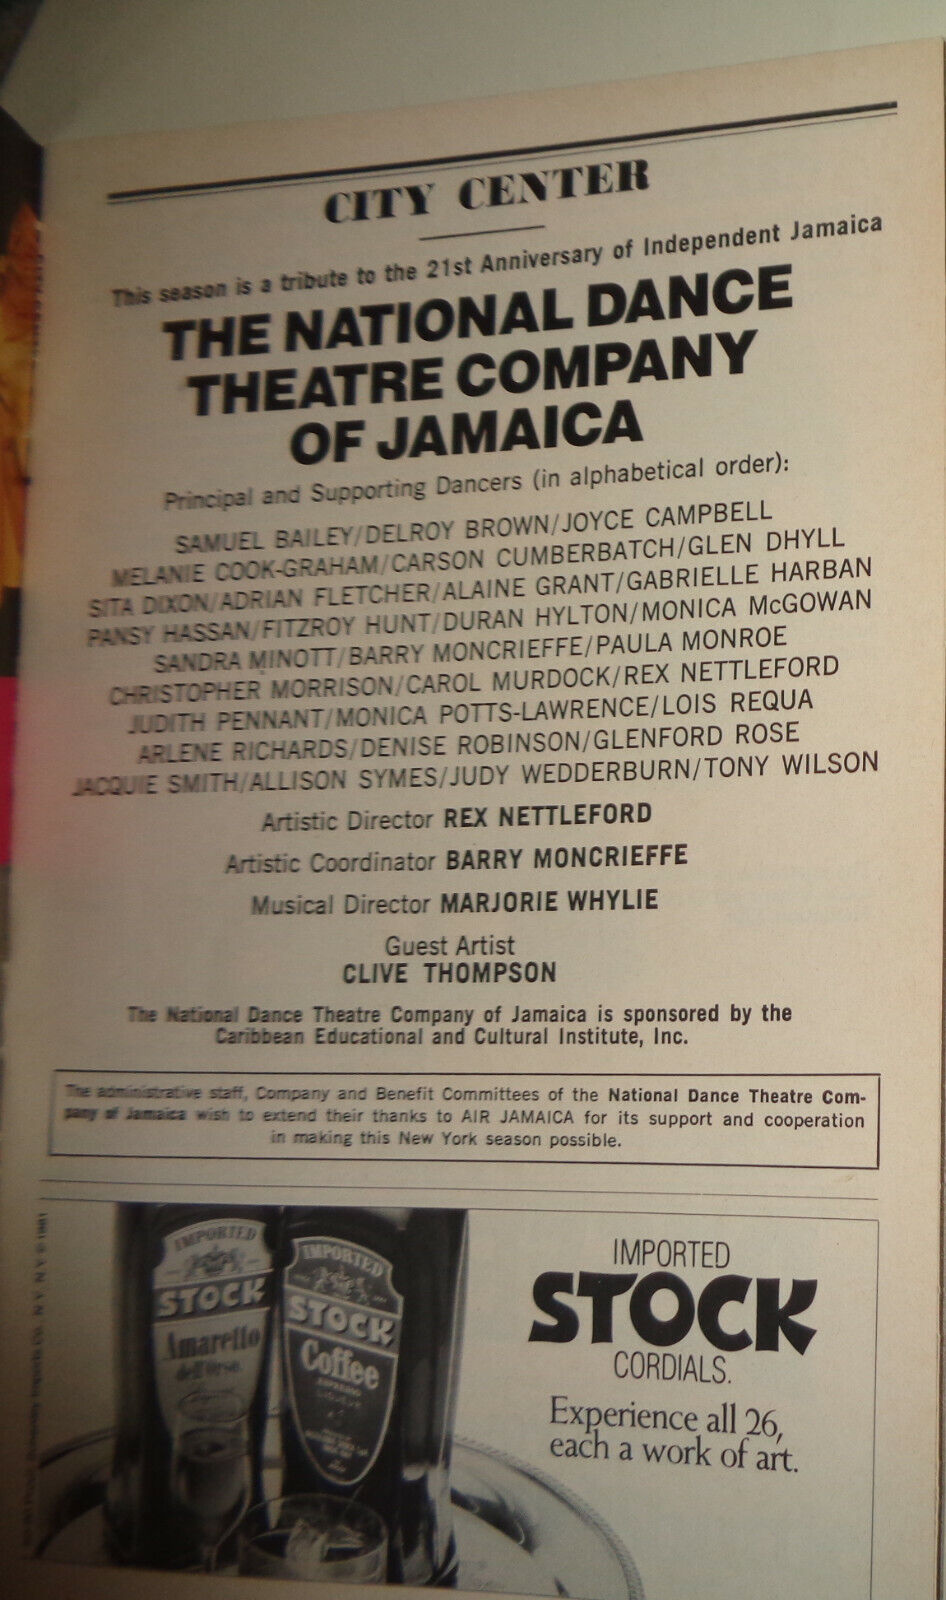 CITY CENTER
This season is a tribute to the 21st Anniversary of Independent Jamaica
THE NATIONAL DANCE
THEATRE COMPANY
OF JAMAICA
Principal and Supporting Dancers (in alphabetical order):
SAMUEL BAILEY/DELROY BROWN/JOYCE CAMPBELL
MELANIE COOK-GRAHAM/CARSON CUMBERBATCH/GLEN DHYLL
SITA DIXON/ADRIAN FLETCHER/ALAINE GRANT/GABRIELLE HARBAN
PANSY HASSAN/FITZROY HUNT/DURAN HYLTON/MONICA McGOWAN
SANDRA MINOTT/BARRY MONCRIEFFE/PAULA MONROE
CHRISTOPHER MORRISON/CAROL MURDOCK/REX NETTLEFORD
JUDITH PENNANT/MONICA POTTS-LAWRENCE/LOIS REQUA
ARLENE RICHARDS/DENISE ROBINSON/GLENFORD ROSE
JACQUIE SMITH/ALLISON SYMES/JUDY WEDDERBURN/TONY WILSON
Artistic Director REX NETTLEFORD
Artistic Coordinator BARRY MONCRIEFFE
Musical Director MARJORIE WHYLIE
Guest Artist
CLIVE THOMPSON
The National Dance Theatre Company of Jamaica is sponsored by the
Caribbean Educational and Cultural Institute, Inc.
The administrative staff, Company and Benefit Committees of the National Dance Theatre Com-
pany of Jamaica wish to extend their thanks to AIR JAMAICA for its support and cooperation
in making this New York season possible.
IMPORTED
STOCK
Amaretto
dell'Orso
IMPORTED
STOCK
Coffee
ESPRESSO
LIQUEUR
IMPORTED
STOCK
CORDIALS.
Experience all 26,
each a work of art.
Imports Co. N.Y., N.Y. © 1981